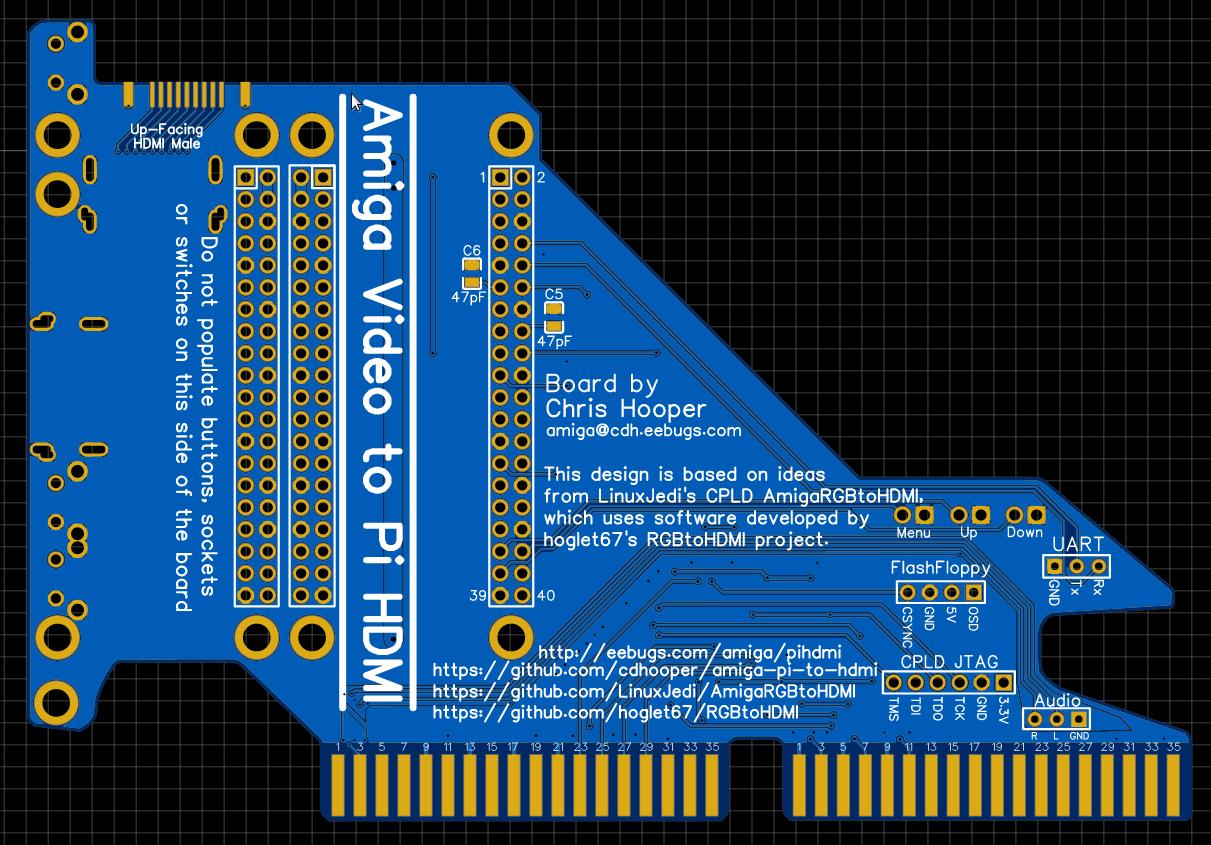 Up-Facing
HDMI Male
Do not populate buttons, sockets
or switches on this side of the board
Amiga Video to Pi HDMI
1 2
C6
47pF
C5
47pF
39 40
Board by
Chris Hooper
amiga@cdh.eebugs.com
This design is based on ideas
from LinuxJedi's CPLD AmigaRGBtoHDMI,
which uses software developed by
hoglet67's RGBtoHDMI project.
Menu Up Down
UART
GND Tx Rx
FlashFloppy
CSYNC GND 5V OSD
http://eebugs.com/amiga/pihdmi
https://github.com/cdhooper/amiga-pi-to-hdmi
https://github.com/LinuxJedi/AmigaRGBtoHDMI
https://github.com/hoglet67/RGBtoHDMI
CPLD JTAG
TMS TDI TDO TCK GND 3.3V
Audio
R L GND
1 3 5 7 9 11 13 15 17 19 21 23 25 27 29 31 33 35
1 3 5 7 9 11 13 15 17 19 21 23 25 27 29 31 33 35